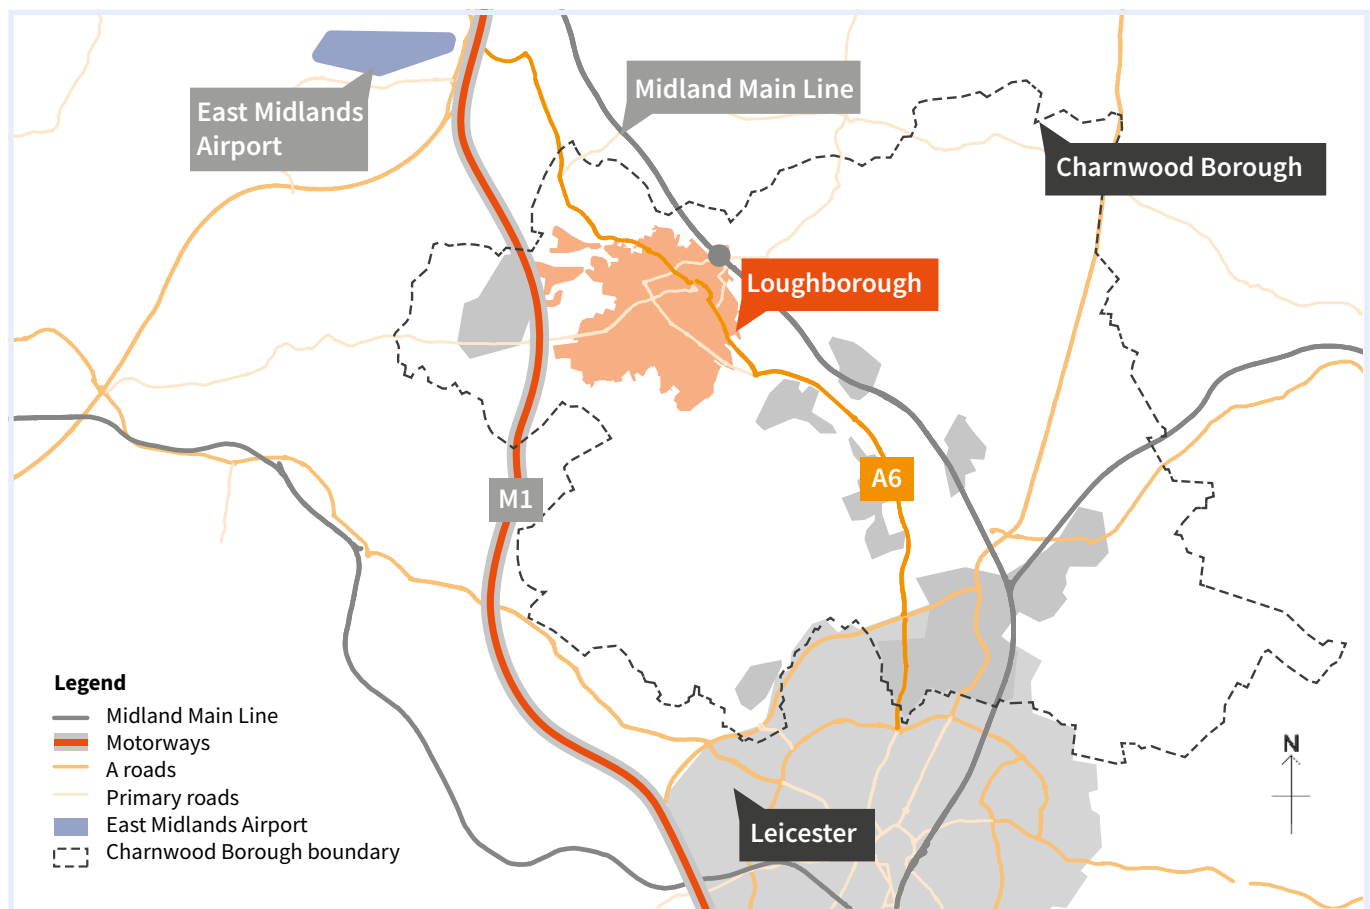 Midland Main Line
East Midlands
Airport
Charnwood Borough
Loughborough
A6
M1
Legend
Midland Main Line
Motorways
A roads
Primary roads
East Midlands Airport
Charnwood Borough boundary
N
Leicester